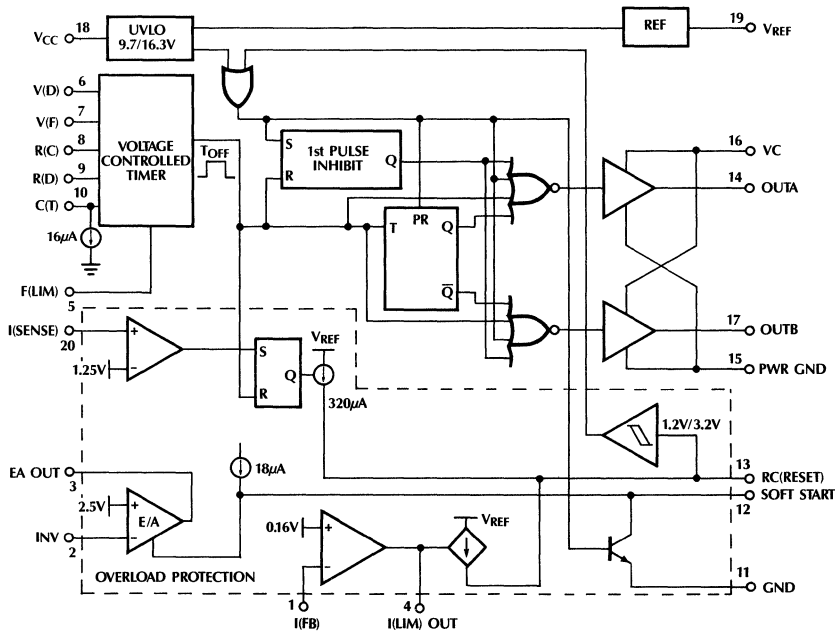 18
VCC
UVLO
9.7/16.3V
REF
19
VREF
V(D)
6
V(F)
7
R(C)
8
R(D)
9
C(T)
10
VOLTAGE
CONTROLLED
TIMER
TOFF
S
R
1st PULSE
INHIBIT
Q
16
VC
14
OUTA
16µA
T
PR
Q
Q̅
F(LIM)
5
I(SENSE)
20
+
−
1.25V
S
R
Q
VREF
320µA
17
OUTB
15
PWR GND
1.2V/3.2V
EA OUT
3
18µA
13
RC(RESET)
SOFT START
12
2.5V
+
−
E/A
INV
2
0.16V
+
−
VREF
OVERLOAD PROTECTION
11
GND
1
I(FB)
4
I(LIM) OUT